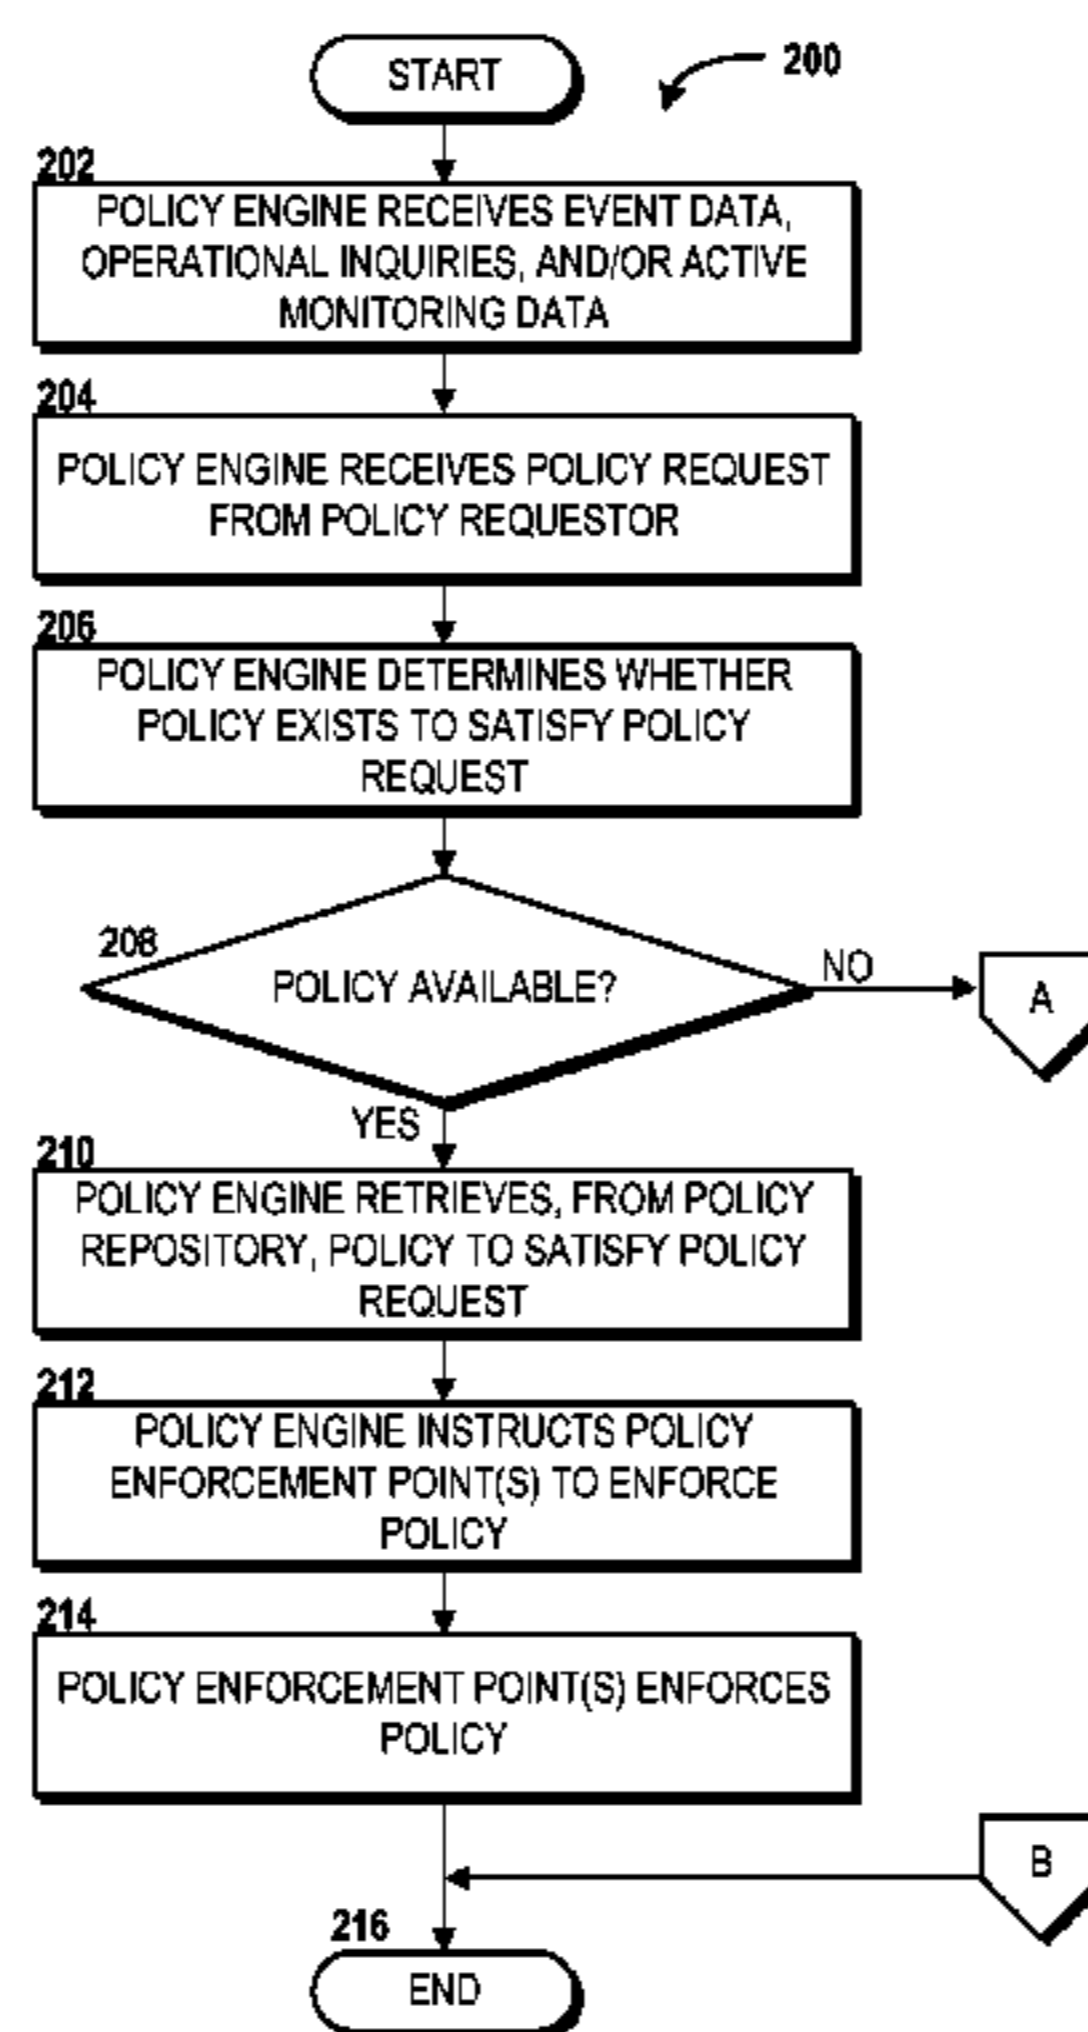 START
200
202
POLICY ENGINE RECEIVES EVENT DATA,
OPERATIONAL INQUIRIES, AND/OR ACTIVE
MONITORING DATA
204
POLICY ENGINE RECEIVES POLICY REQUEST
FROM POLICY REQUESTOR
206
POLICY ENGINE DETERMINES WHETHER
POLICY EXISTS TO SATISFY POLICY
REQUEST
208
POLICY AVAILABLE?
NO
A
YES
210
POLICY ENGINE RETRIEVES, FROM POLICY
REPOSITORY, POLICY TO SATISFY POLICY
REQUEST
212
POLICY ENGINE INSTRUCTS POLICY
ENFORCEMENT POINT(S) TO ENFORCE
POLICY
214
POLICY ENFORCEMENT POINT(S) ENFORCES
POLICY
B
216
END